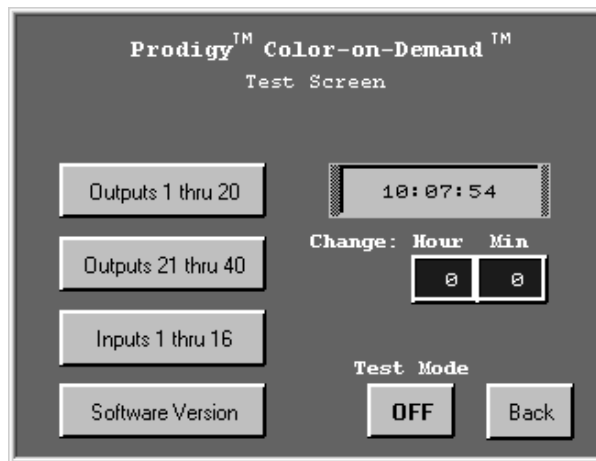 Prodigy™ Color-on-Demand™
Test Screen
Outputs 1 thru 20
10:07:54
Outputs 21 thru 40
Change: Hour Min
0 0
Inputs 1 thru 16
Test Mode
Software Version
OFF
Back